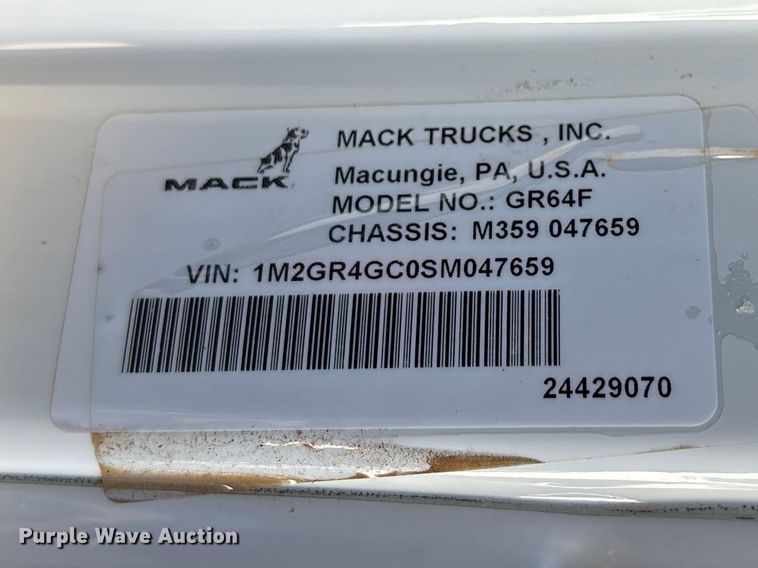 MACK
MACK TRUCKS , INC.
Macungie, PA, U.S.A.
MODEL NO.: GR64F
CHASSIS: M359 047659
VIN: 1M2GR4GC0SM047659
24429070
Purple Wave Auction